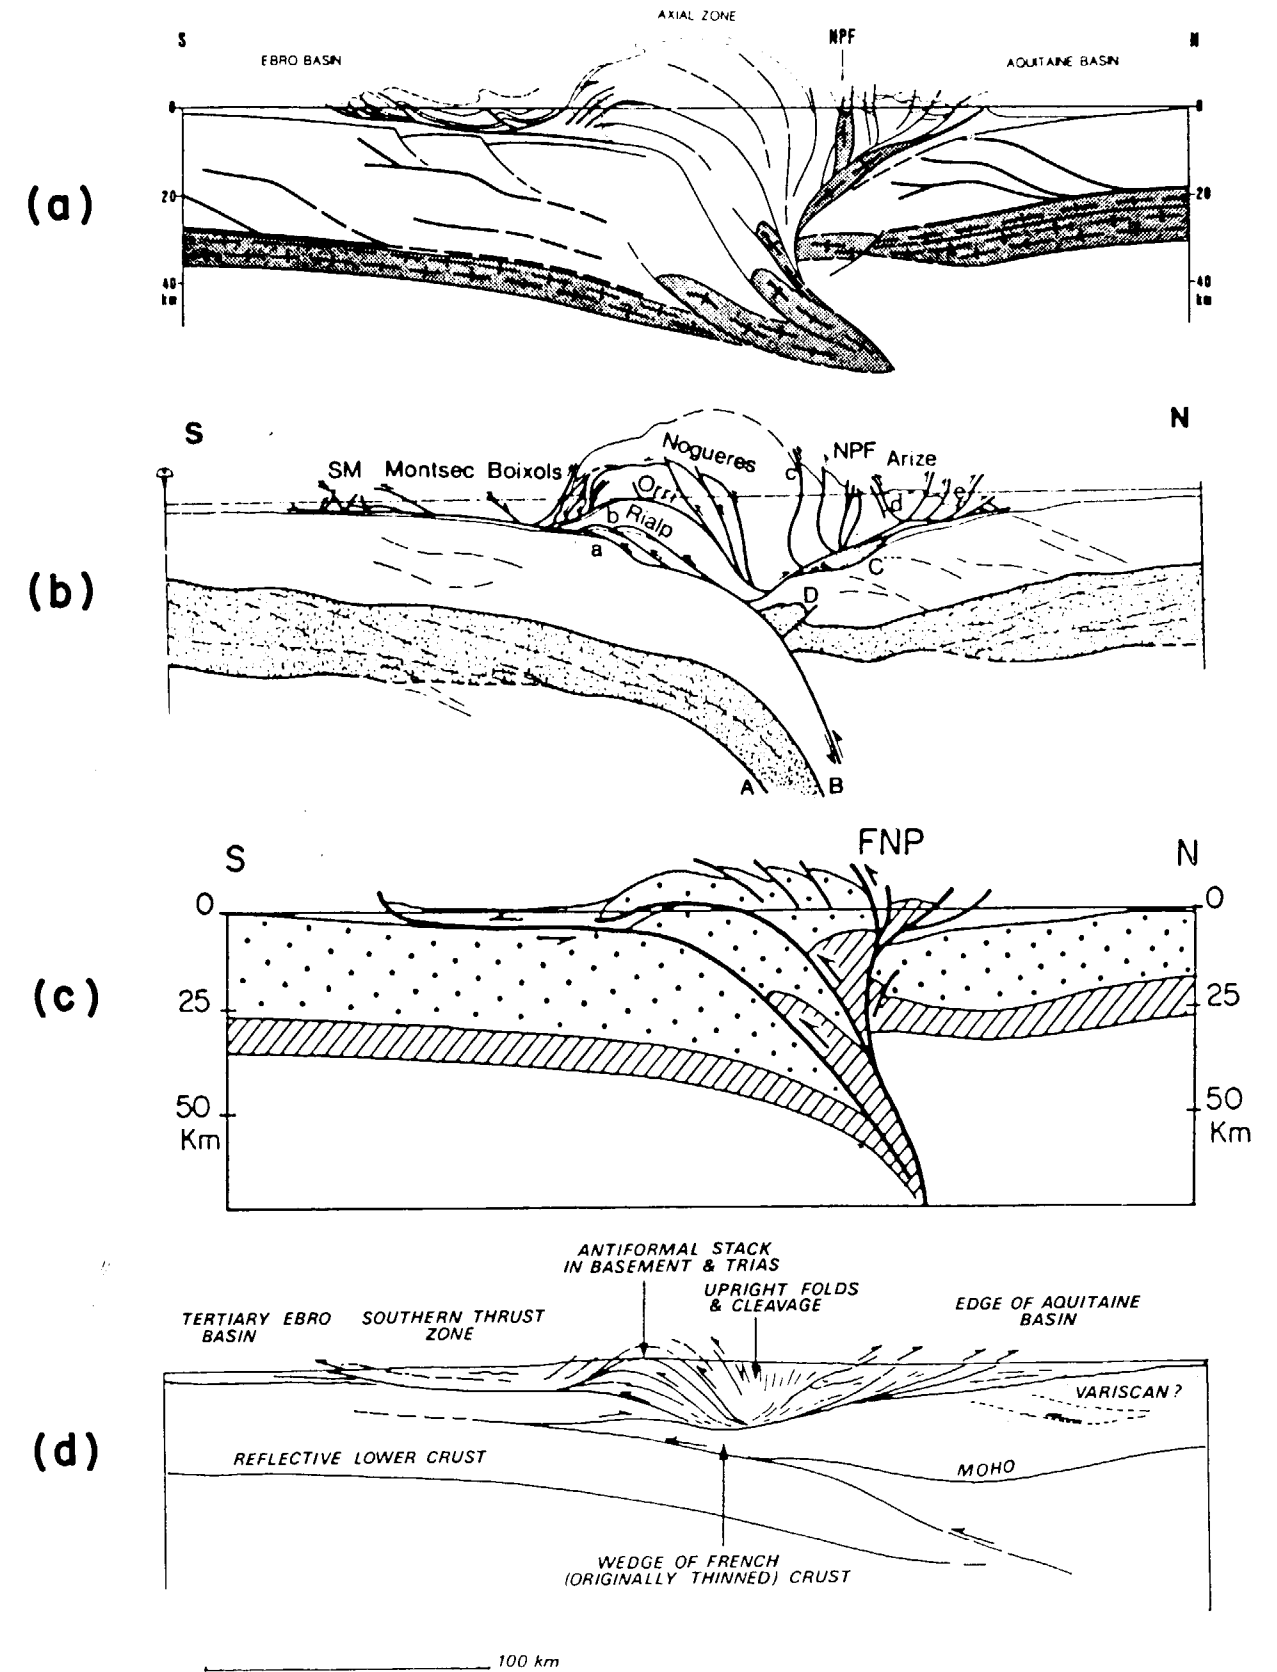 AXIAL ZONE
S
NPF
N
EBRO BASIN
AQUITAINE BASIN
(a)
0
0
20
20
40
km
40
km
S
N
SM Montsec Boixols
Nogueres
c
NPF
Arize
Orri
d
e
b
Rialp
a
C
(b)
D
A
B
FNP
S
N
0
0
(c)
25
25
50
Km
50
Km
ANTIFORMAL STACK
IN BASEMENT & TRIAS
UPRIGHT FOLDS
& CLEAVAGE
TERTIARY EBRO
BASIN
SOUTHERN THRUST
ZONE
EDGE OF AQUITAINE
BASIN
VARISCAN?
(d)
REFLECTIVE LOWER CRUST
MOHO
WEDGE OF FRENCH
(ORIGINALLY THINNED) CRUST
100 km